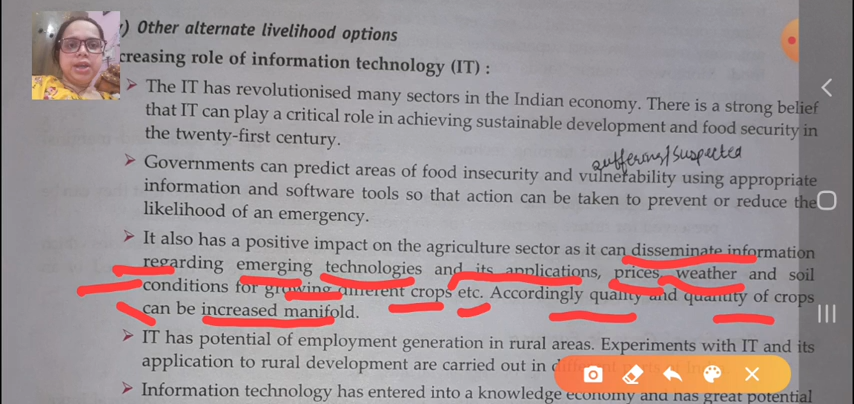 ) Other alternate livelihood options
creasing role of information technology (IT) :
➤ The IT has revolutionised many sectors in the Indian economy. There is a strong belief
that IT can play a critical role in achieving sustainable development and food security in
the twenty-first century.
suffering/suspected
➤ Governments can predict areas of food insecurity and vulnerability using appropriate
information and software tools so that action can be taken to prevent or reduce the
likelihood of an emergency.
➤ It also has a positive impact on the agriculture sector as it can disseminate information
regarding emerging technologies and its applications, prices, weather and soil
conditions for growing different crops etc. Accordingly quality and quantity of crops
can be increased manifold.
➤ IT has potential of employment generation in rural areas. Experiments with IT and its
application to rural development are carried out in
➤ Information technology has entered into a knowledge economy and has great potential